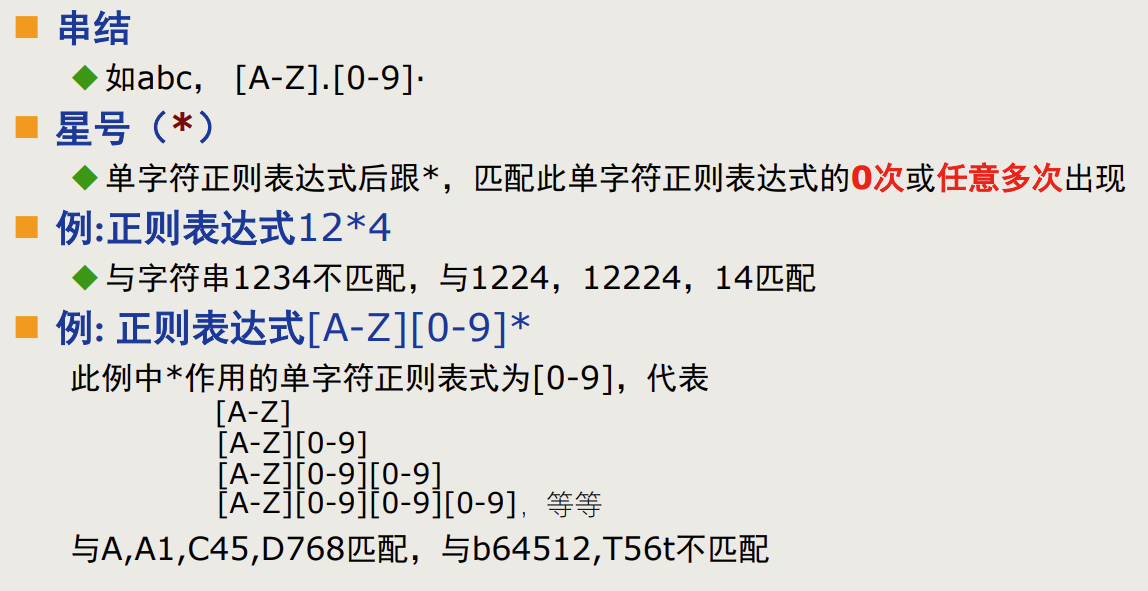 串结
如abc， [A-Z].[0-9]·
星号（*）
单字符正则表达式后跟*，匹配此单字符正则表达式的0次或任意多次出现
例:正则表达式12*4
与字符串1234不匹配，与1224，12224，14匹配
例: 正则表达式[A-Z][0-9]*
此例中*作用的单字符正则表式为[0-9]，代表
[A-Z]
[A-Z][0-9]
[A-Z][0-9][0-9]
[A-Z][0-9][0-9][0-9]，等等
与A,A1,C45,D768匹配，与b64512,T56t不匹配